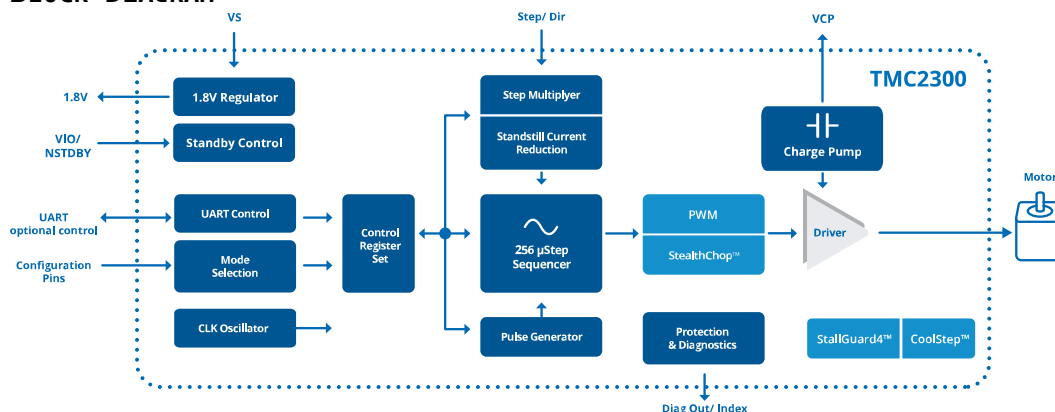 BLOCK DIAGRAM
VS
Step/ Dir
VCP
TMC2300
1.8V
1.8V Regulator
VIO/
NSTDBY
Standby Control
Step Multiplyer
Standstill Current
Reduction
Charge Pump
Motor
UART
optional control
UART Control
Configuration
Pins
Mode
Selection
Control
Register
Set
256 µStep
Sequencer
PWM
StealthChop™
Driver
CLK Oscillator
Pulse Generator
Protection
& Diagnostics
StallGuard4™
CoolStep™
Diag Out/ Index